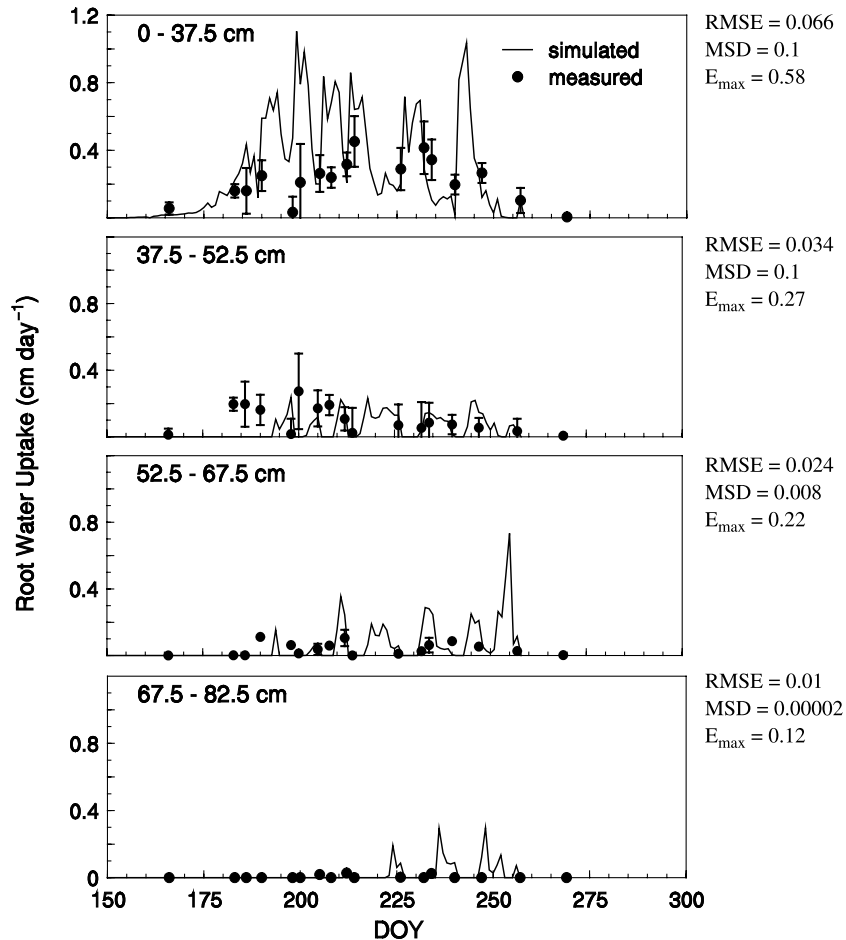 1.2
0 - 37.5 cm
simulated
measured
0.8
0.4
RMSE = 0.066
MSD = 0.1
Emax = 0.58
37.5 - 52.5 cm
0.8
0.4
RMSE = 0.034
MSD = 0.1
Emax = 0.27
Root Water Uptake (cm day−1)
52.5 - 67.5 cm
0.8
0.4
RMSE = 0.024
MSD = 0.008
Emax = 0.22
67.5 - 82.5 cm
0.8
0.4
0
RMSE = 0.01
MSD = 0.00002
Emax = 0.12
150 175 200 225 250 275 300
DOY